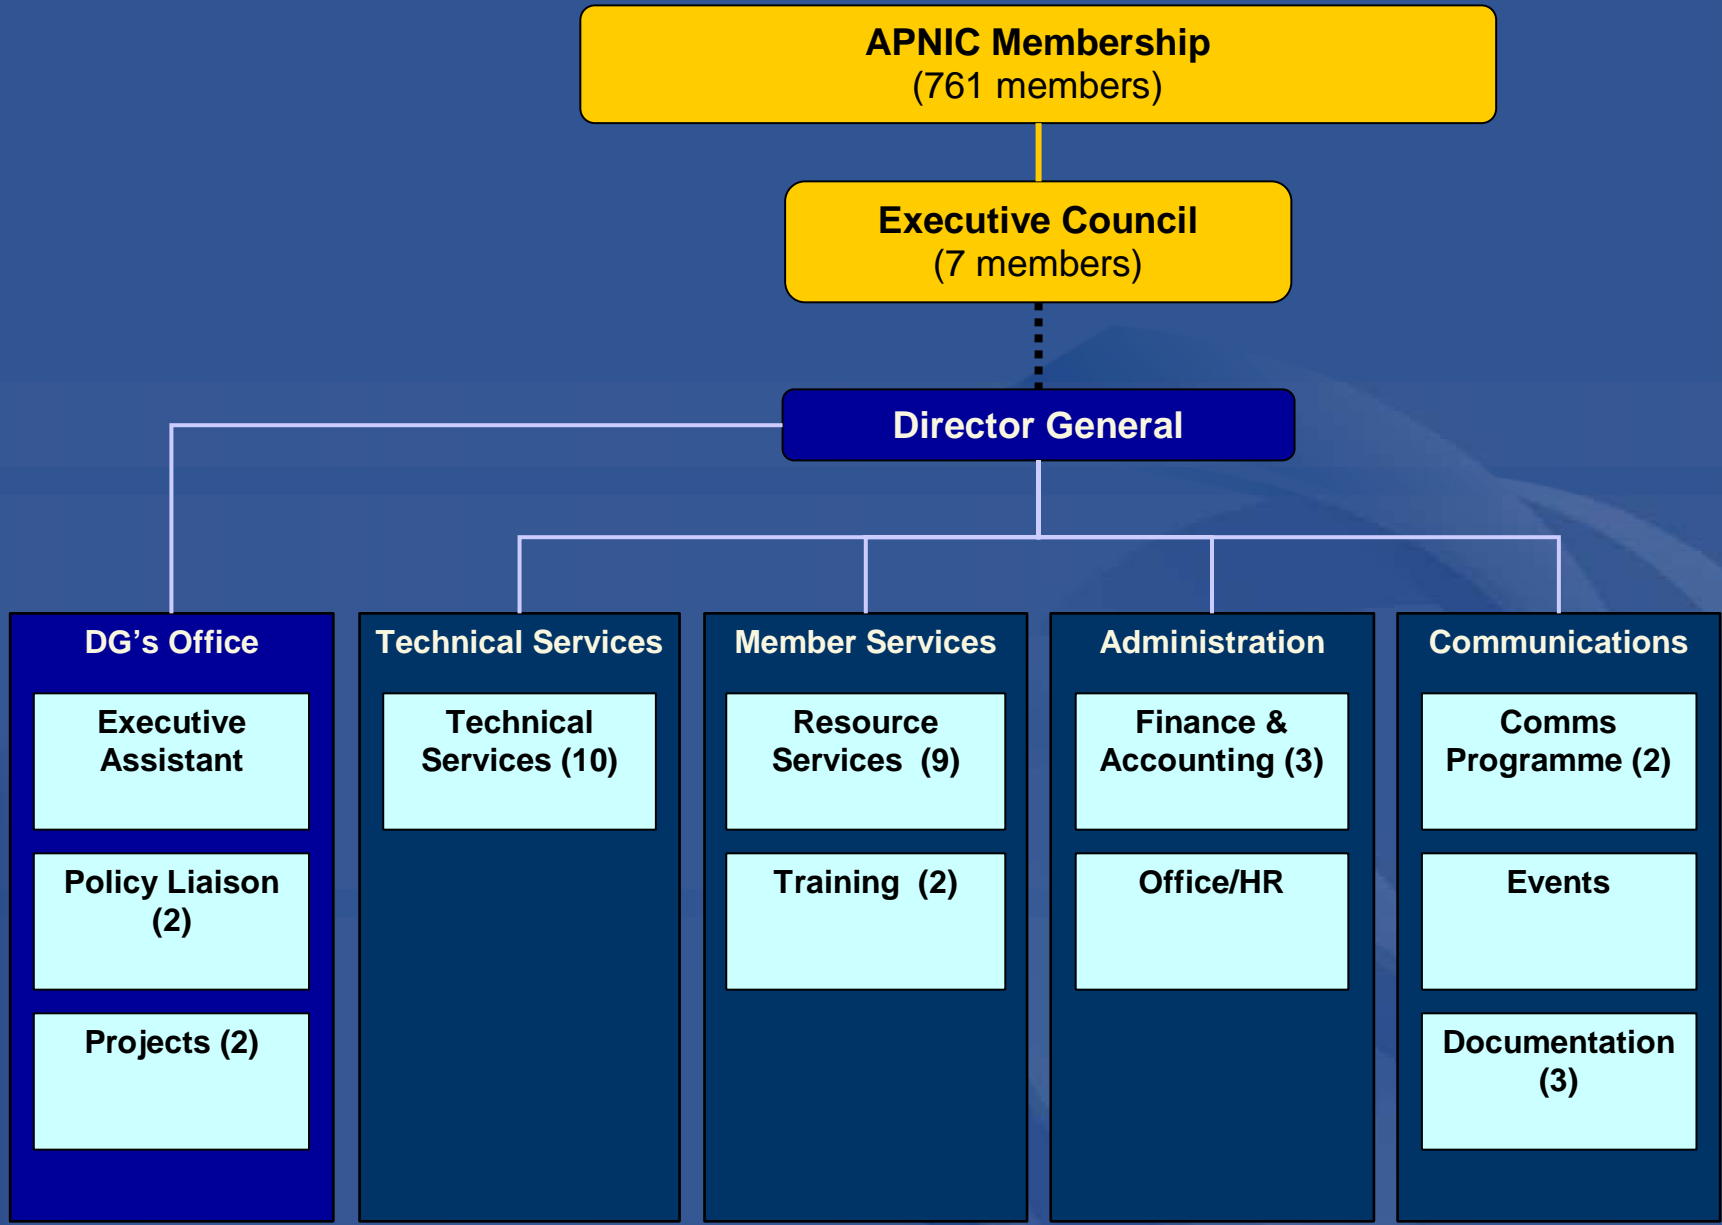 APNIC Membership
(761 members)
Executive Council
(7 members)
Director General
DG's Office
Executive
Assistant
Policy Liaison
(2)
Projects (2)
Technical Services
Technical
Services (10)
Member Services
Resource
Services (9)
Training (2)
Administration
Finance &
Accounting (3)
Office/HR
Communications
Comms
Programme (2)
Events
Documentation
(3)